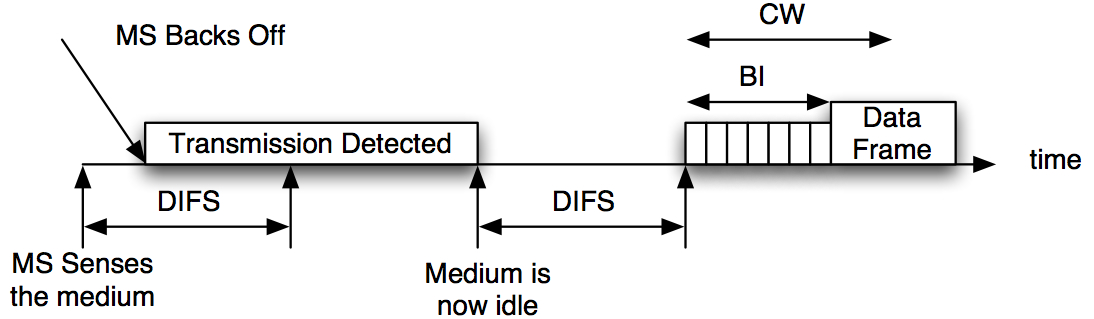 CW
MS Backs Off
BI
Transmission Detected
Data
Frame
time
DIFS
DIFS
MS Senses
the medium
Medium is
now idle